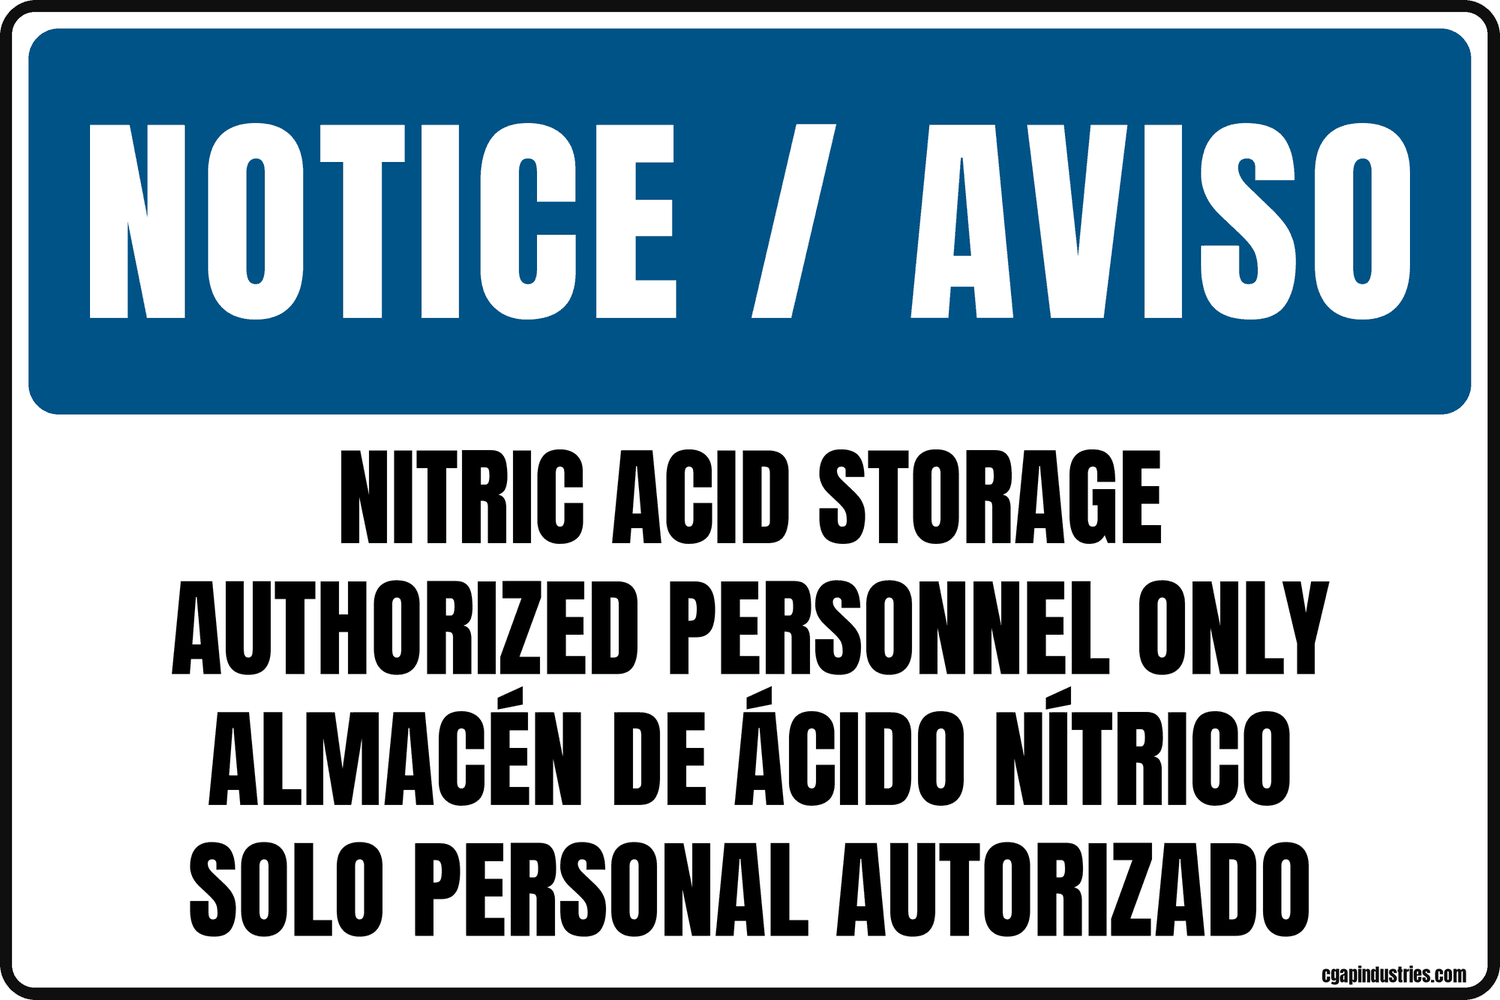 NOTICE / AVISO
NITRIC ACID STORAGE
AUTHORIZED PERSONNEL ONLY
ALMACÉN DE ÁCIDO NÍTRICO
SOLO PERSONAL AUTORIZADO
cgapindustries.com